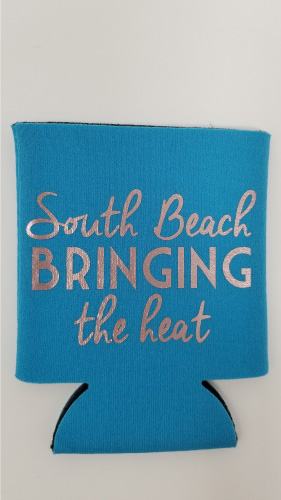 South Beach
BRINGING
the heat